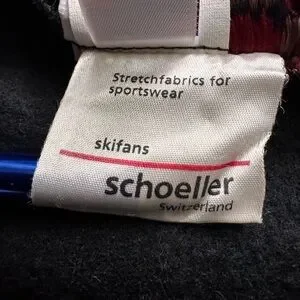 Stretchfabrics for
sportswear
skifans
schoeller
Switzerland